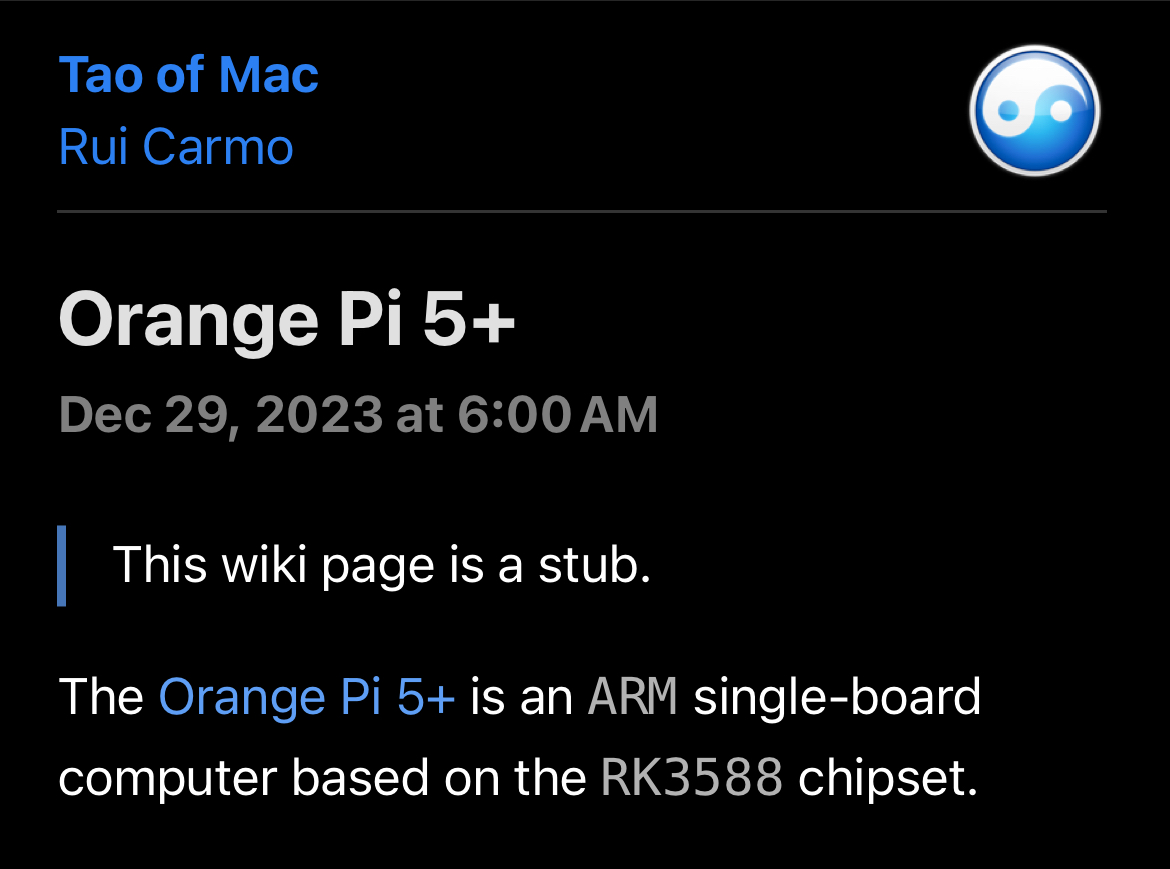 Tao of Mac
Rui Carmo
Orange Pi 5+
Dec 29, 2023 at 6:00 AM
This wiki page is a stub.
The Orange Pi 5+ is an ARM single-board
computer based on the RK3588 chipset.